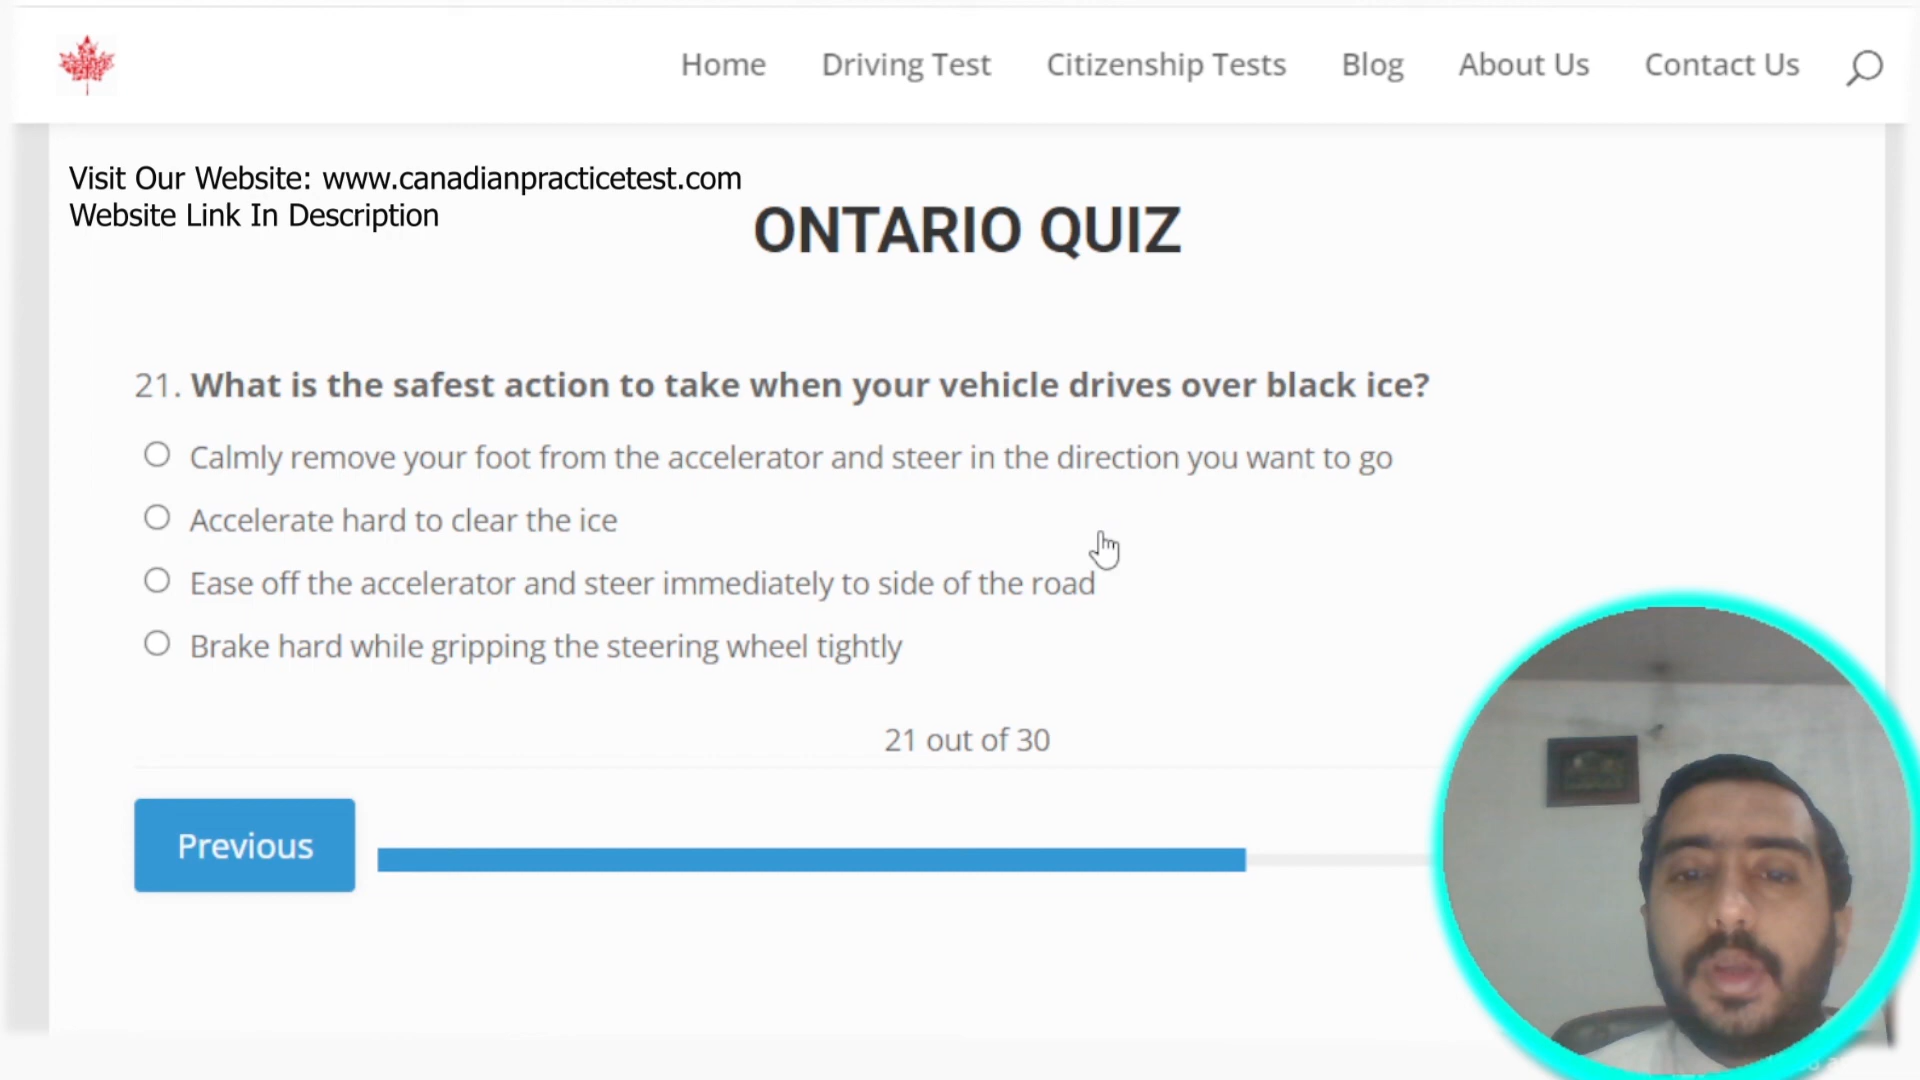 Home Driving Test Citizenship Tests Blog About Us Contact Us
Visit Our Website: www.canadianpracticetest.com
Website Link In Description
ONTARIO QUIZ
21. What is the safest action to take when your vehicle drives over black ice?
Calmly remove your foot from the accelerator and steer in the direction you want to go
Accelerate hard to clear the ice
Ease off the accelerator and steer immediately to side of the road
Brake hard while gripping the steering wheel tightly
21 out of 30
Previous